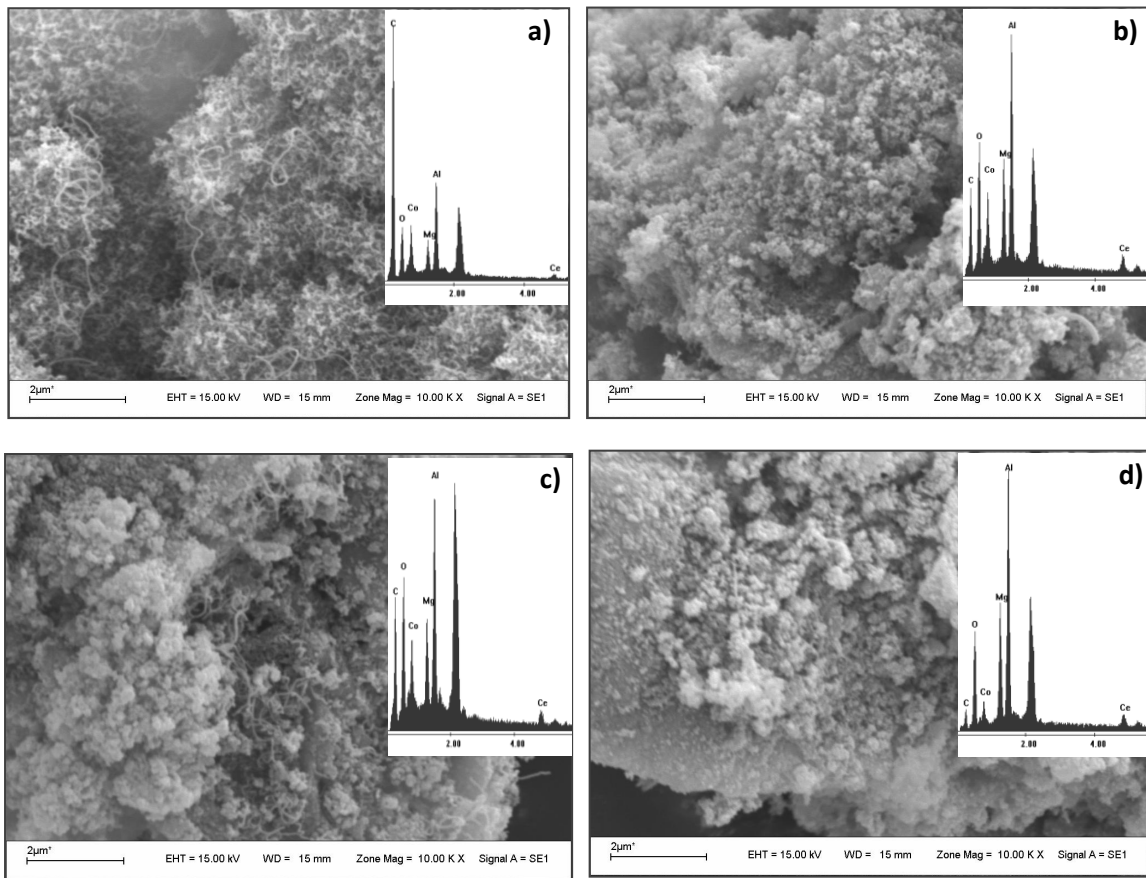 a)
C
Al
Co
O
Mg
Ce
2.00 4.00
2µm* EHT = 15.00 kV WD = 15 mm Zone Mag = 10.00 K X Signal A = SE1
b)
Al
O
Mg
Co
C
Ce
2.00 4.00
2µm* EHT = 15.00 kV WD = 15 mm Zone Mag = 10.00 K X Signal A = SE1
c)
Al
O
C
Mg
Co
Ce
2.00 4.00
2µm* EHT = 15.00 kV WD = 15 mm Zone Mag = 10.00 K X Signal A = SE1
d)
Al
Mg
O
Co
C
Ce
2.00 4.00
2µm* EHT = 15.00 kV WD = 15 mm Zone Mag = 10.00 K X Signal A = SE1